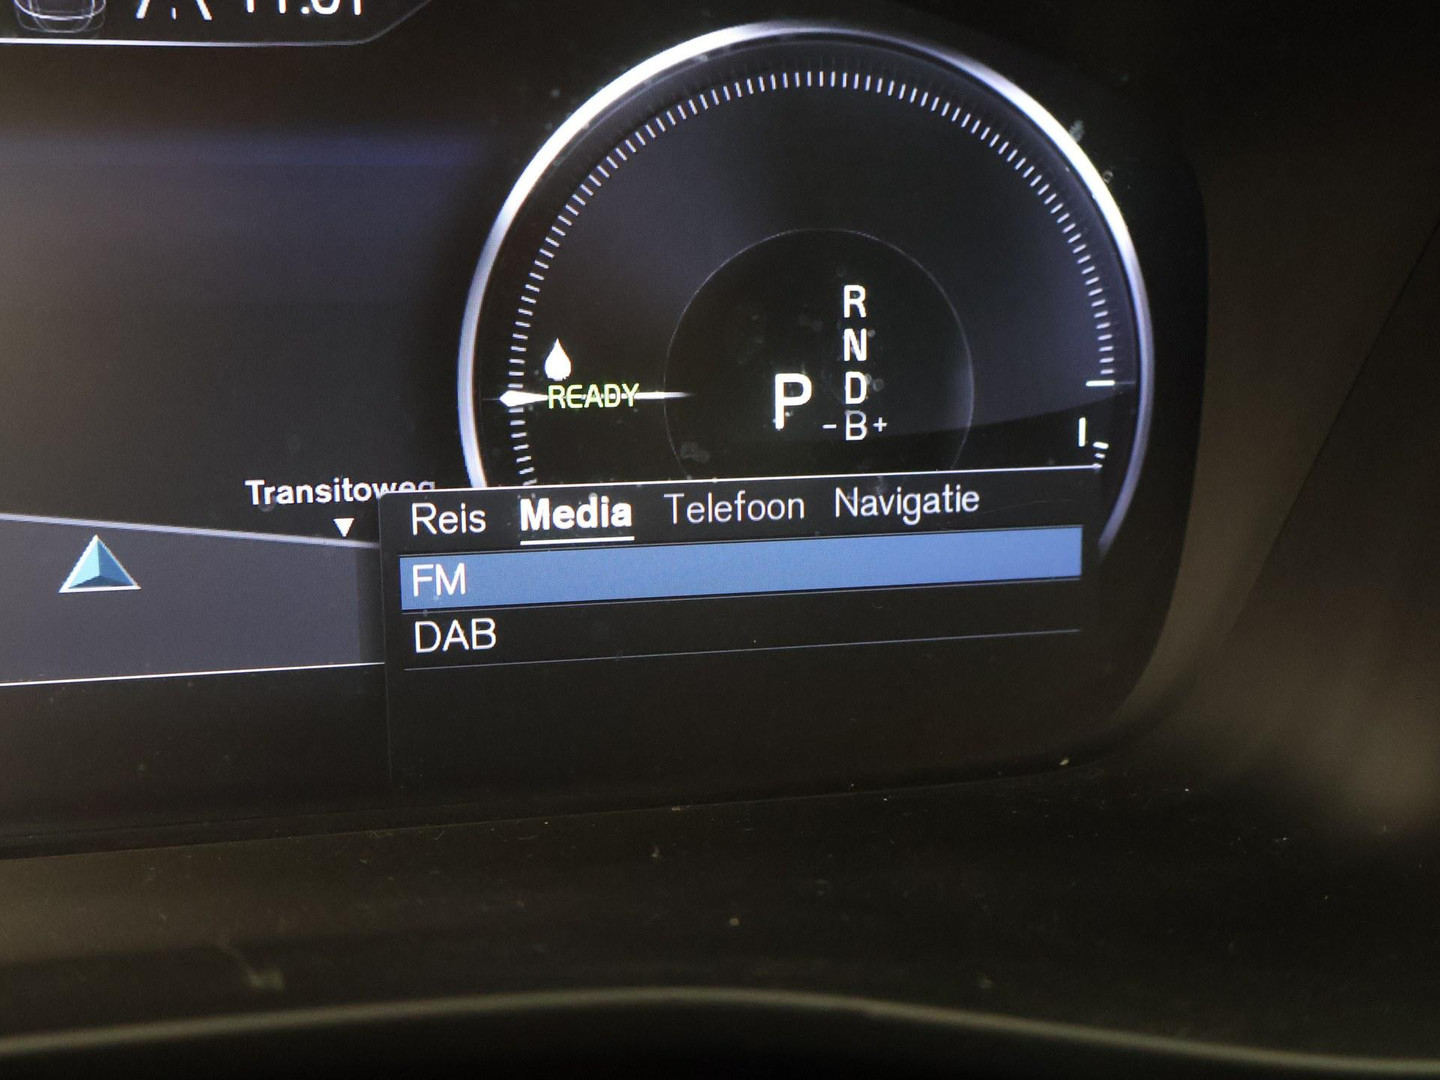 R
N
D
P -B+
READY
Transitoweg
Reis Media Telefoon Navigatie
FM
DAB